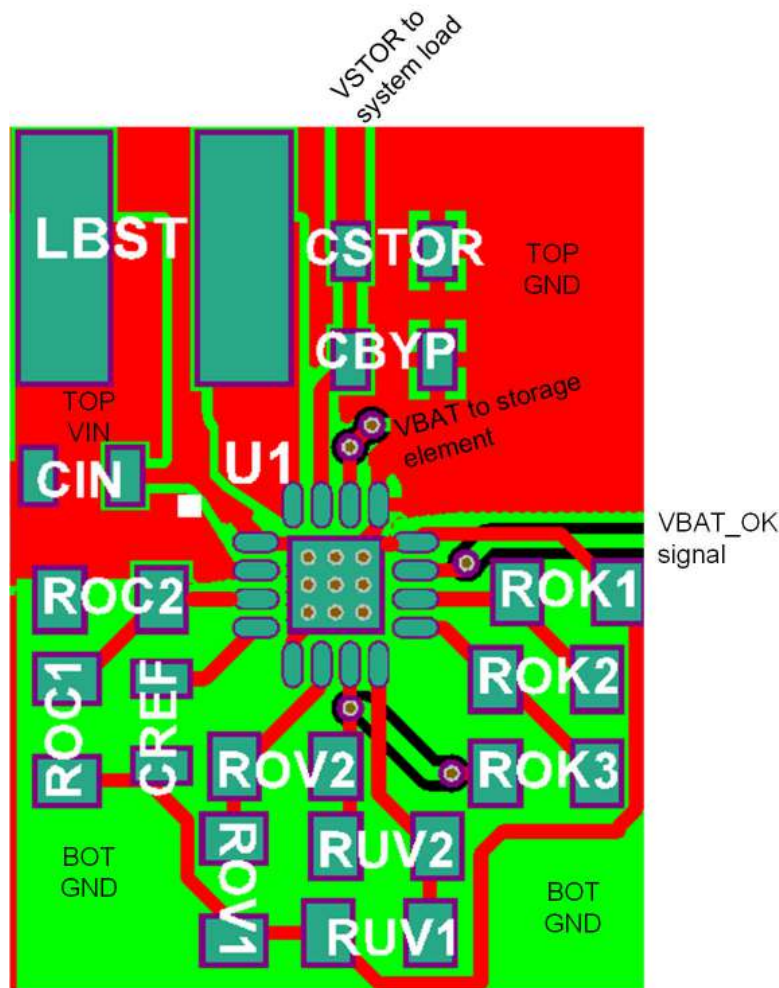 VSTOR to
system load
LBST
CSTOR
TOP
GND
CBYP
TOP
VIN
VBAT to storage
element
U1
CIN
VBAT_OK
signal
ROC2
ROK1
ROC1
CREF
ROK2
ROV2
ROK3
ROV1
RUV2
BOT
GND
BOT
GND
RUV1